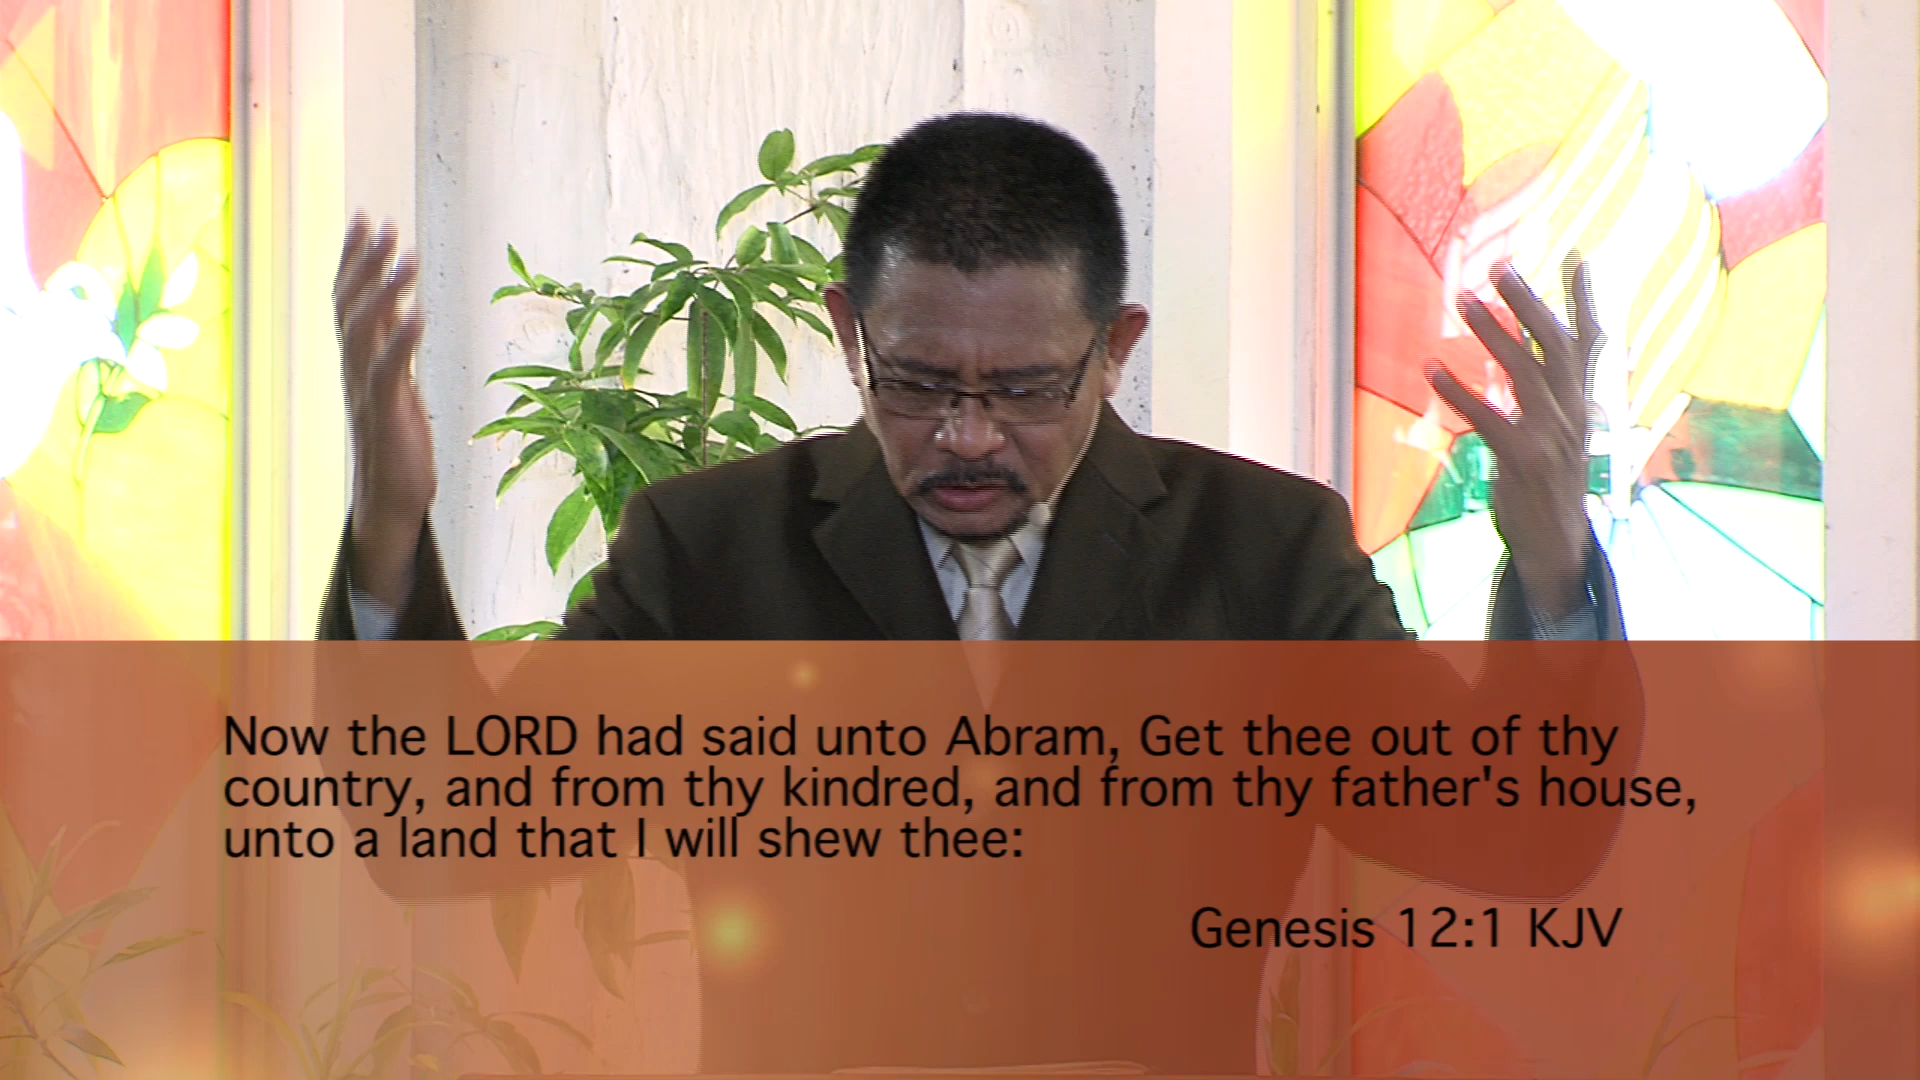 Now the LORD had said unto Abram, Get thee out of thy
country, and from thy kindred, and from thy father's house,
unto a land that I will shew thee:
Genesis 12:1 KJV